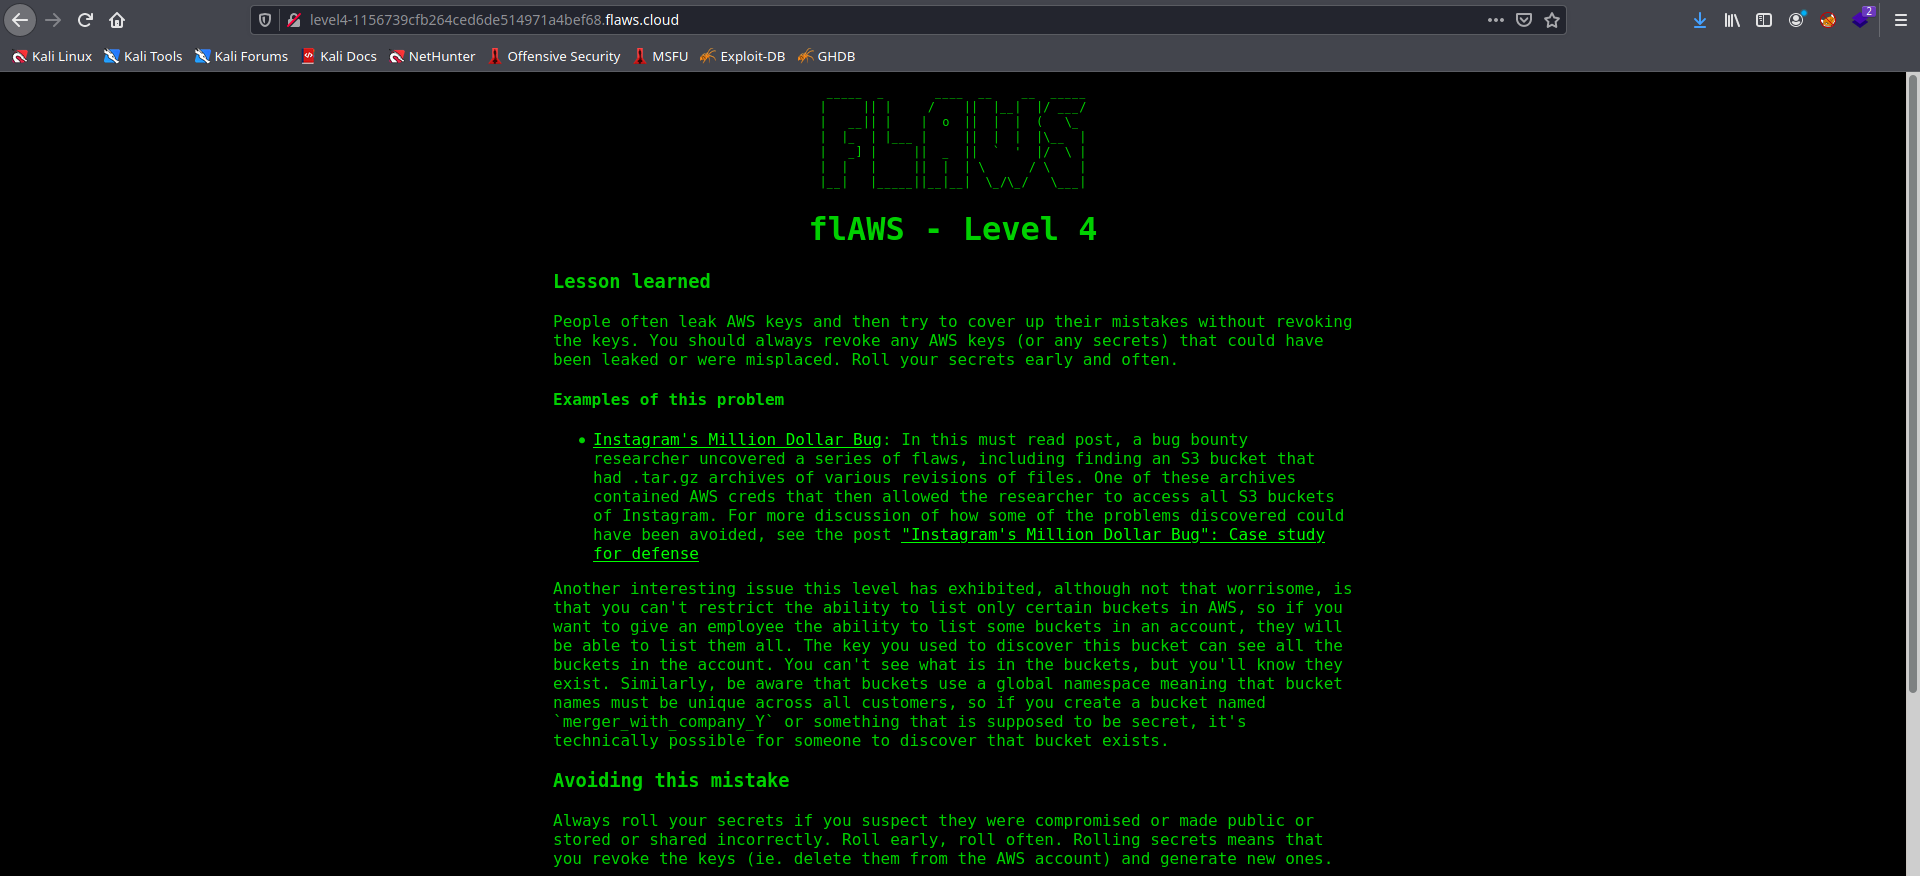 level4-1156739cfb264ced6de514971a4bef68.flaws.cloud
2
Kali Linux
Kali Tools
Kali Forums
Kali Docs
NetHunter
Offensive Security
MSFU
Exploit-DB
GHDB
FLAWS
flAWS - Level 4
Lesson learned
People often leak AWS keys and then try to cover up their mistakes without revoking
the keys. You should always revoke any AWS keys (or any secrets) that could have
been leaked or were misplaced. Roll your secrets early and often.
Examples of this problem
• Instagram's Million Dollar Bug: In this must read post, a bug bounty
researcher uncovered a series of flaws, including finding an S3 bucket that
had .tar.gz archives of various revisions of files. One of these archives
contained AWS creds that then allowed the researcher to access all S3 buckets
of Instagram. For more discussion of how some of the problems discovered could
have been avoided, see the post "Instagram's Million Dollar Bug": Case study
for defense
Another interesting issue this level has exhibited, although not that worrisome, is
that you can't restrict the ability to list only certain buckets in AWS, so if you
want to give an employee the ability to list some buckets in an account, they will
be able to list them all. The key you used to discover this bucket can see all the
buckets in the account. You can't see what is in the buckets, but you'll know they
exist. Similarly, be aware that buckets use a global namespace meaning that bucket
names must be unique across all customers, so if you create a bucket named
`merger_with_company_Y` or something that is supposed to be secret, it's
technically possible for someone to discover that bucket exists.
Avoiding this mistake
Always roll your secrets if you suspect they were compromised or made public or
stored or shared incorrectly. Roll early, roll often. Rolling secrets means that
you revoke the keys (ie. delete them from the AWS account) and generate new ones.